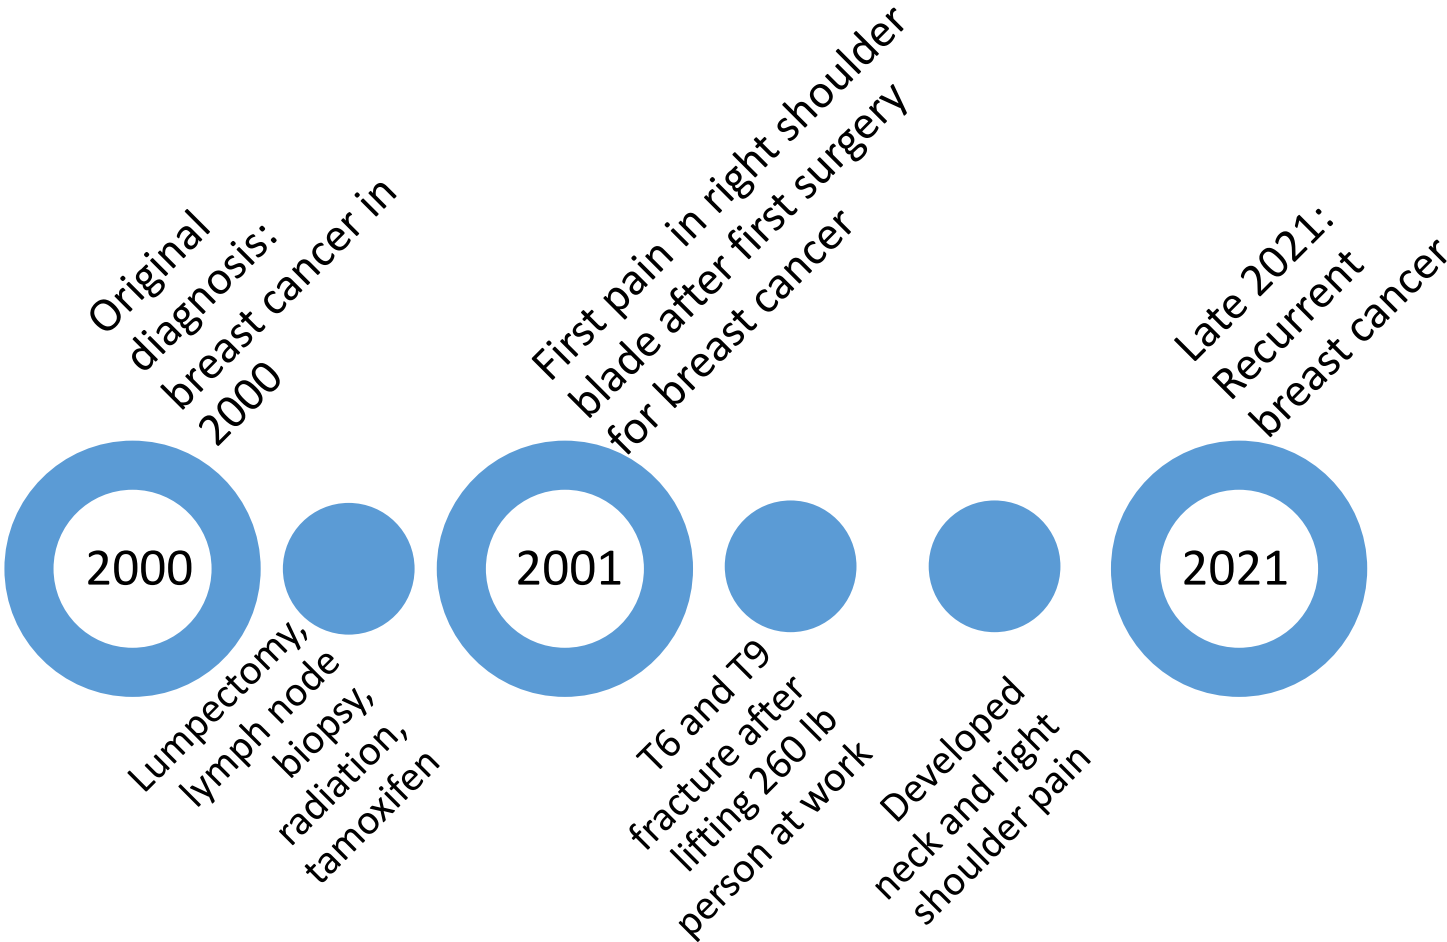 Original
diagnosis:
breast cancer in
2000
2000
Lumpectomy,
lymph node
biopsy,
radiation,
tamoxifen
First pain in right shoulder
blade after first surgery
for breast cancer
2001
T6 and T9
fracture after
lifting 260 lb
person at work
Developed
neck and right
shoulder pain
Late 2021:
Recurrent
breast cancer
2021